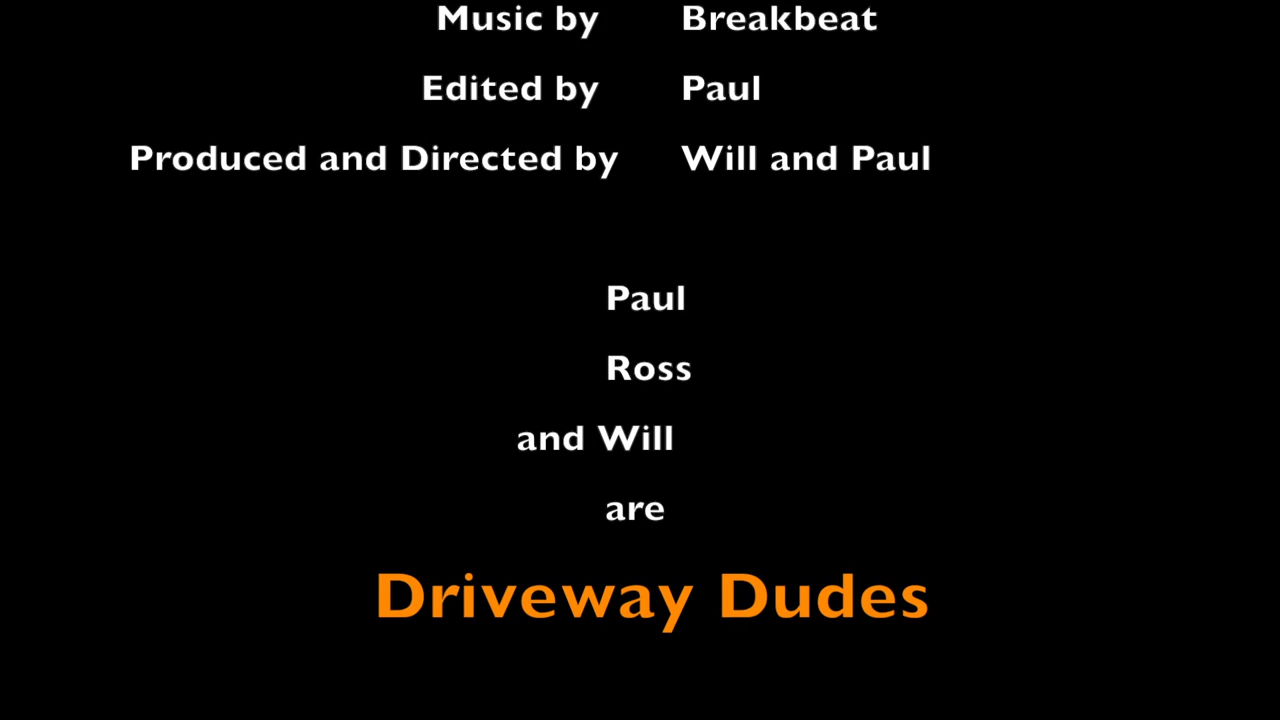 Music by Breakbeat
Edited by Paul
Produced and Directed by Will and Paul
Paul
Ross
and Will
are
Driveway Dudes